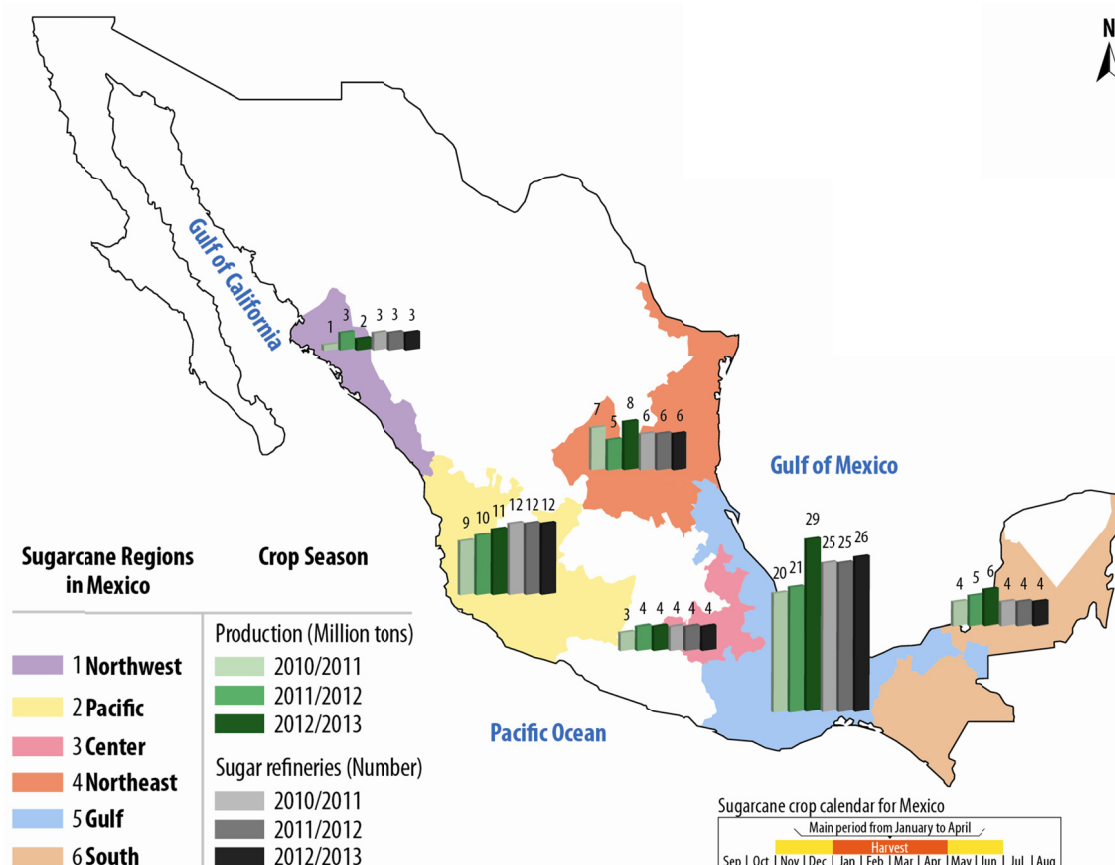 N
Gulf of California
1 3 2 3 3 3
7 5 8 6 6 6
Gulf of Mexico
9 10 11 12 12 12
20 21 29 25 25 26
4 5 6 4 4 4
3 4 4 4 4 4
Pacific Ocean
Sugarcane Regions
in Mexico
1 Northwest
2 Pacific
3 Center
4 Northeast
5 Gulf
6 South
Crop Season
Production (Million tons)
2010/2011
2011/2012
2012/2013
Sugar refineries (Number)
2010/2011
2011/2012
2012/2013
Sugarcane crop calendar for Mexico
Main period from January to April
Harvest
Sep | Oct | Nov | Dec | Jan | Feb | Mar | Apr | May | Jun | Jul | Aug